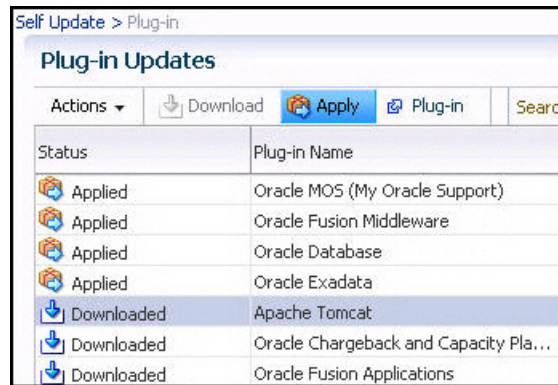 Self Update > Plug-in
Plug-in Updates
Actions Download Apply Plug-in Searc
Status Plug-in Name
Applied Oracle MOS (My Oracle Support)
Applied Oracle Fusion Middleware
Applied Oracle Database
Applied Oracle Exadata
Downloaded Apache Tomcat
Downloaded Oracle Chargeback and Capacity Pla...
Downloaded Oracle Fusion Applications